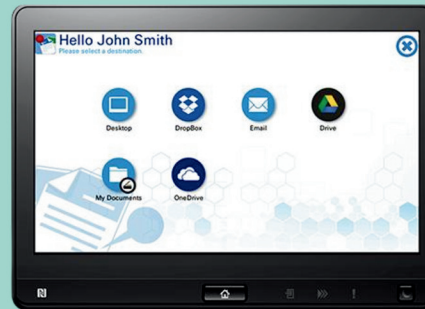 Hello John Smith
Please select a destination.
Desktop
DropBox
Email
Drive
My Documents
OneDrive